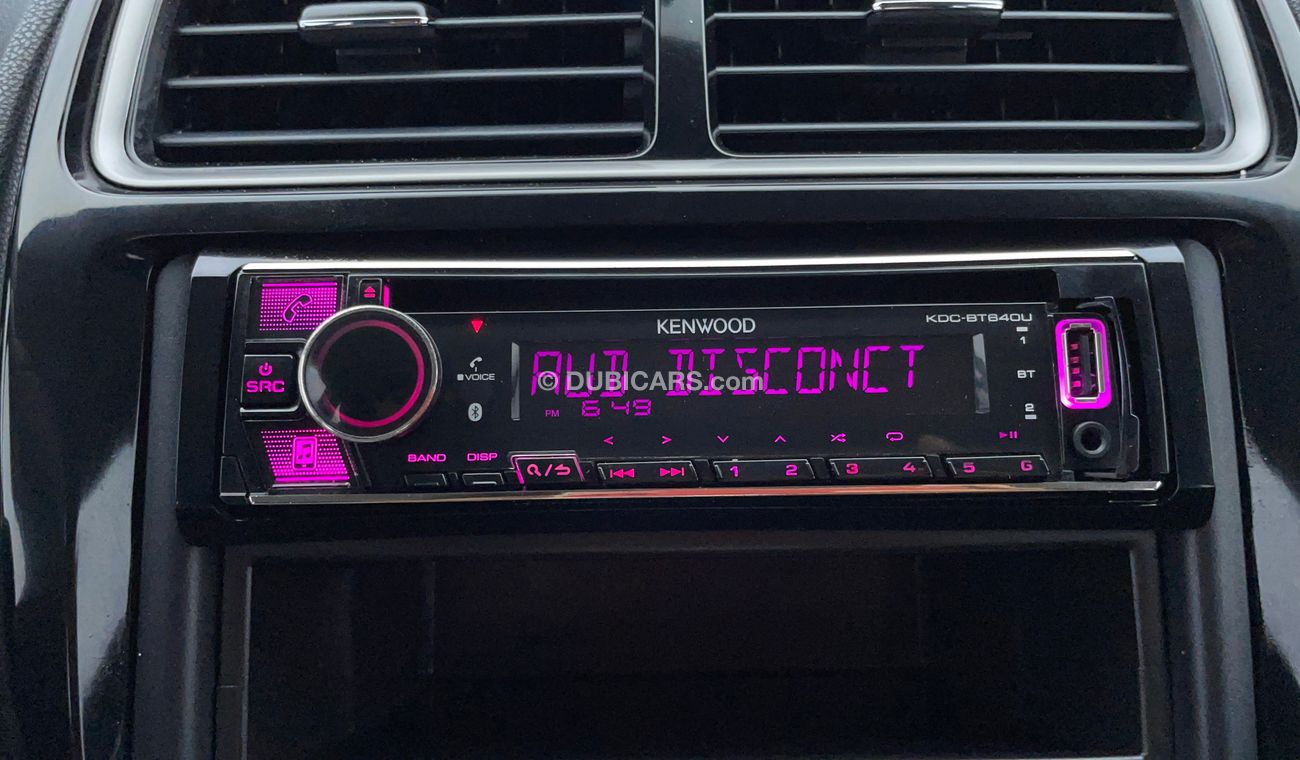 KENWOOD
KDC-BT640U
SRC
VOICE
AUD DISCONCT
© DUBICARS.com
PM 6 49
1
BT
2
BAND DISP
1 2 3 4 5 6